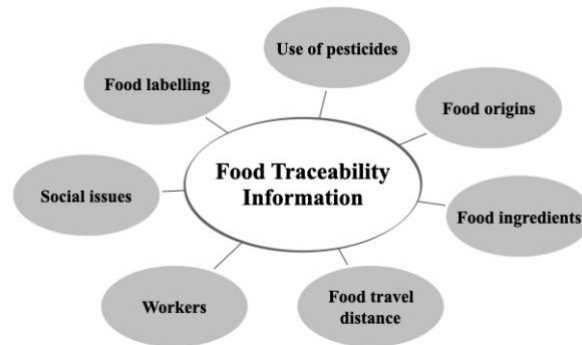 Use of pesticides
Food labelling
Food origins
Food Traceability
Information
Social issues
Food ingredients
Workers
Food travel
distance